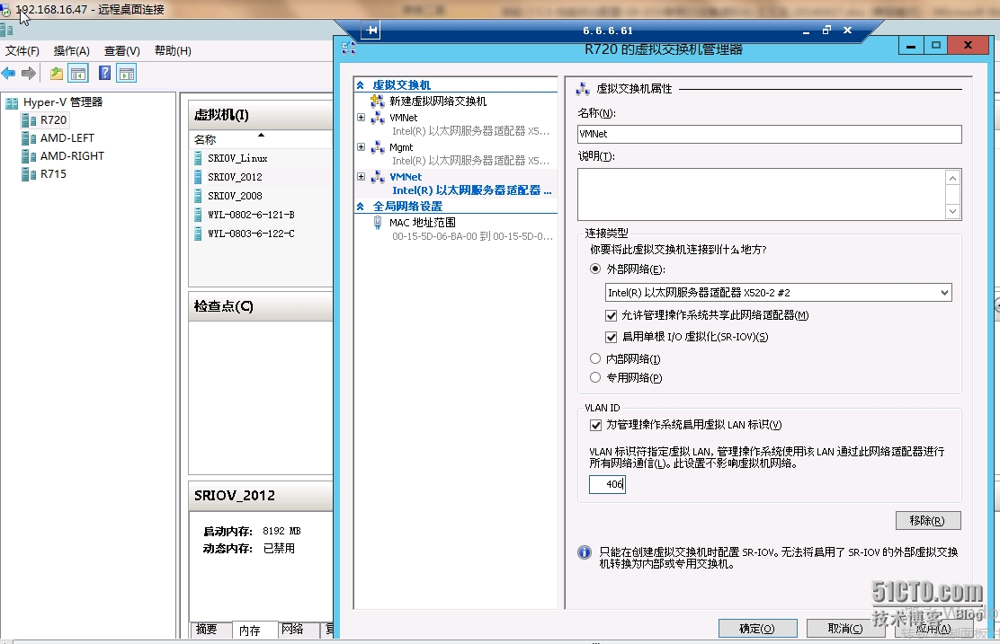 192.168.16.47 - 远程桌面连接
6.6.6.61
文件(F) 操作(A) 查看(V) 帮助(H)
Hyper-V 管理器
R720
AMD-LEFT
AMD-RIGHT
R715
虚拟机(I)
名称
SRIOV_Linux
SRIOV_2012
SRIOV_2008
WYL-0802-6-121-B
WYL-0803-6-122-C
检查点(C)
SRIOV_2012
启动内存: 8192 MB
动态内存: 已禁用
摘要 内存 网络
R720 的虚拟交换机管理器
虚拟交换机
新建虚拟网络交换机
VMNet
Intel(R) 以太网服务器适配器 X5...
Mgmt
Intel(R) 以太网服务器适配器 X5...
VMNet
Intel(R) 以太网服务器适配器 ...
全局网络设置
MAC 地址范围
00-15-5D-06-BA-00 到 00-15-5D-0...
虚拟交换机属性
名称(N):
VMNet
说明(T):
连接类型
你要将此虚拟交换机连接到什么地方?
外部网络(E):
Intel(R) 以太网服务器适配器 X520-2 #2
允许管理操作系统共享此网络适配器(M)
启用单根 I/O 虚拟化(SR-IOV)(S)
内部网络(I)
专用网络(P)
VLAN ID
为管理操作系统启用虚拟 LAN 标识(V)
VLAN 标识符指定虚拟 LAN，管理操作系统使用该 LAN 通过此网络适配器进行
所有网络通信(L)。此设置不影响虚拟机网络。
406
移除(R)
只能在创建虚拟交换机时配置 SR-IOV。无法将启用了 SR-IOV 的外部虚拟交换
机转换为内部或专用交换机。
确定(O) 取消(C) 应用(A)
51CTO.com
技术博客 Blog